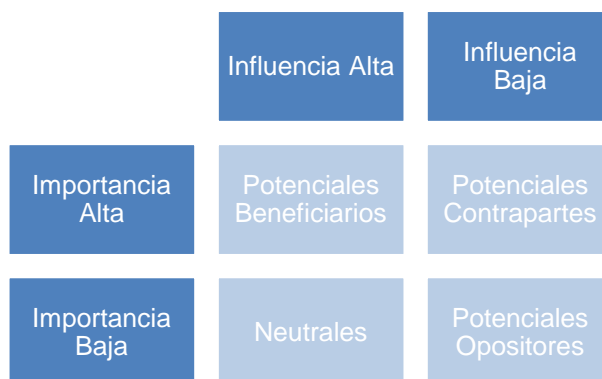 Influencia Alta
Influencia
Baja
Importancia
Alta
Potenciales
Beneficiarios
Potenciales
Contrapartes
Importancia
Baja
Neutrales
Potenciales
Opositores